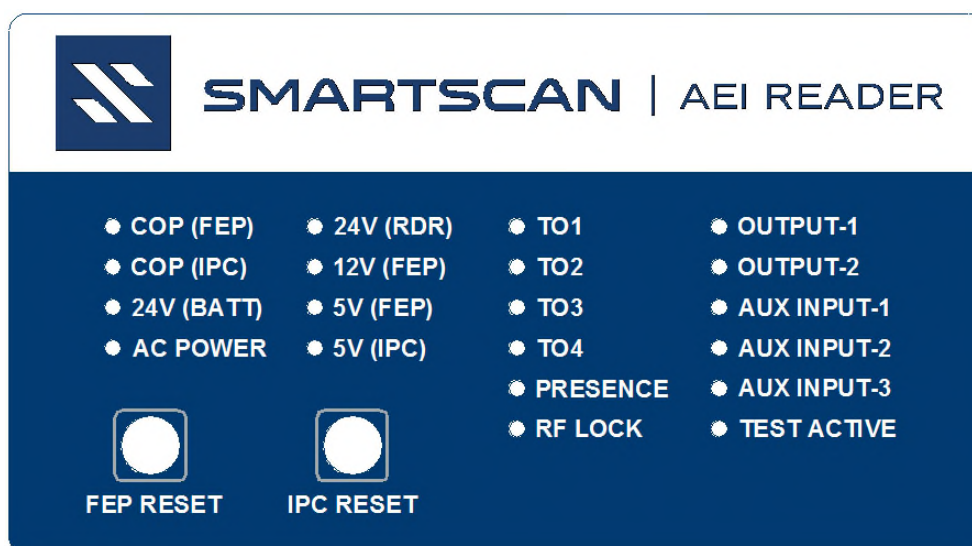 SMARTSCAN | AEI READER
COP (FEP) 24V (RDR) TO1 OUTPUT-1
COP (IPC) 12V (FEP) TO2 OUTPUT-2
24V (BATT) 5V (FEP) TO3 AUX INPUT-1
AC POWER 5V (IPC) TO4 AUX INPUT-2
PRESENCE AUX INPUT-3
RF LOCK TEST ACTIVE
FEP RESET IPC RESET